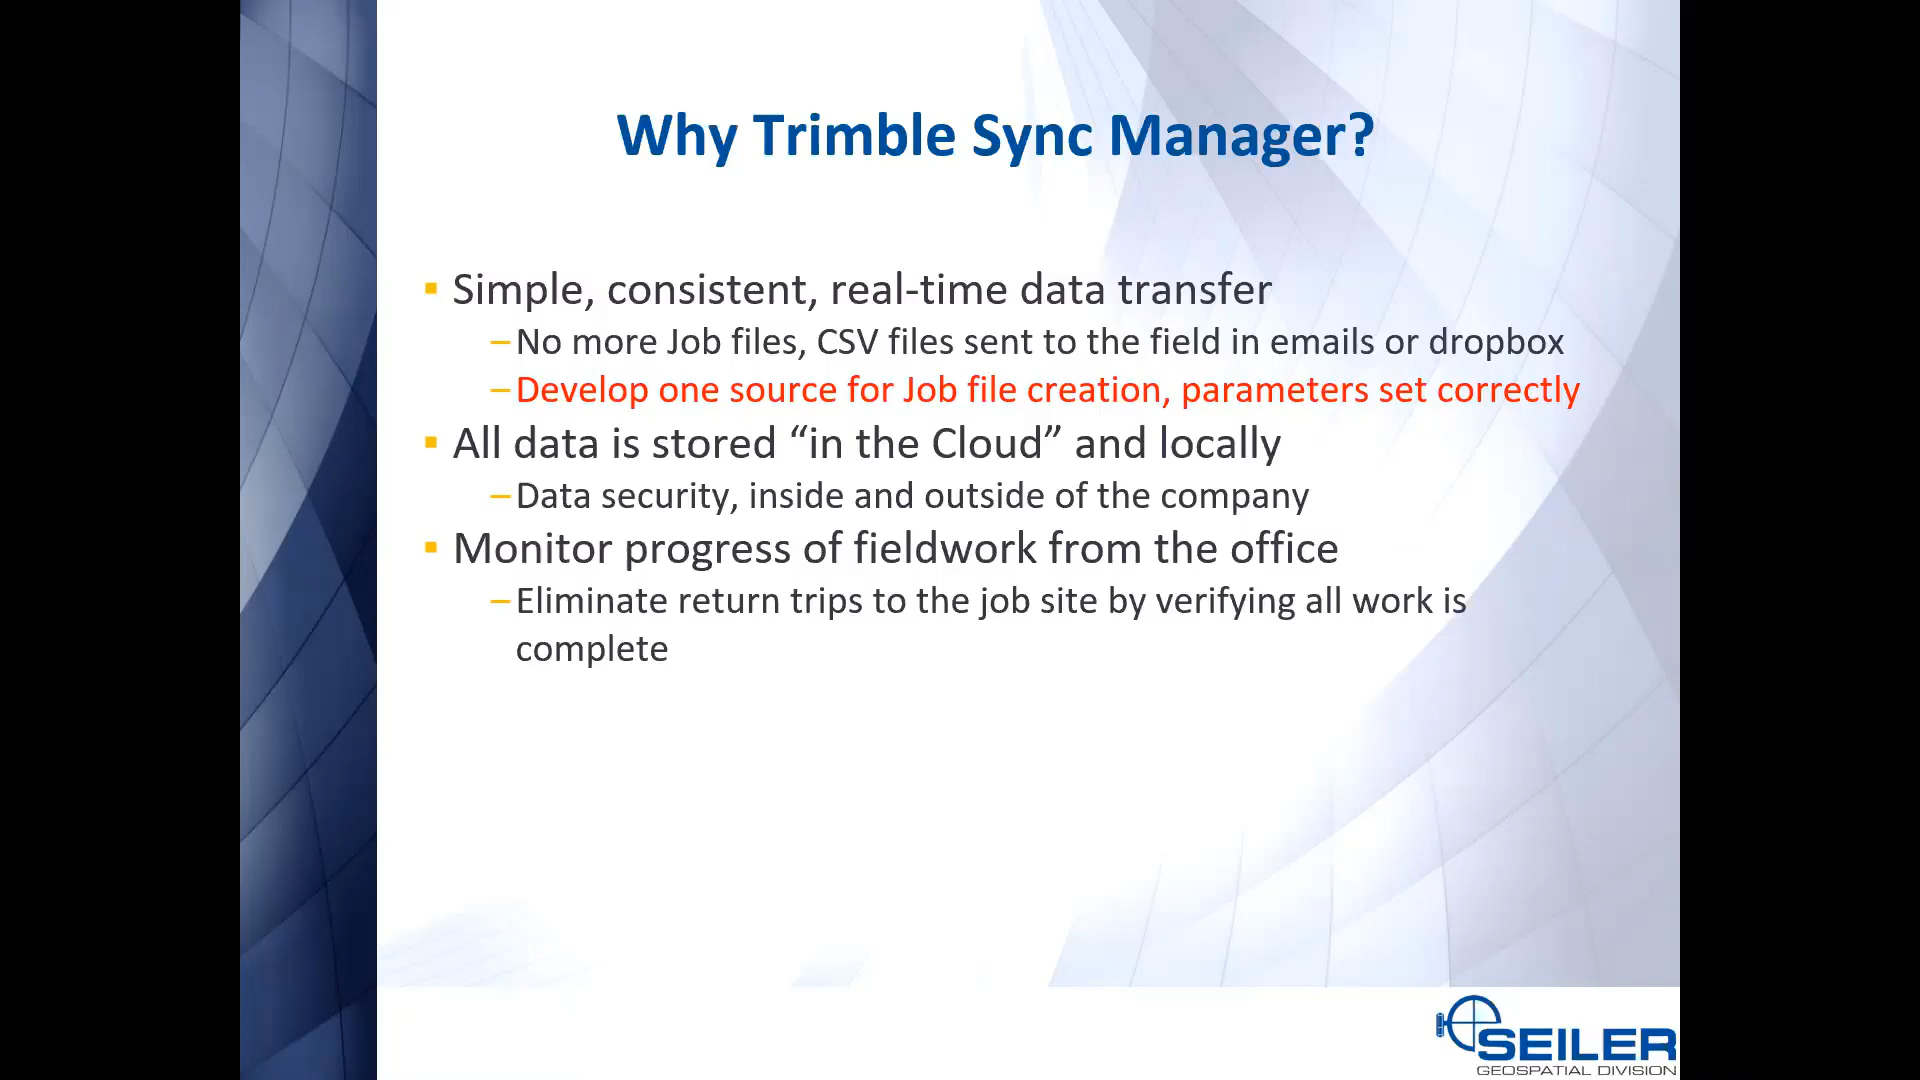 Why Trimble Sync Manager?
▪ Simple, consistent, real-time data transfer
–No more Job files, CSV files sent to the field in emails or dropbox
–Develop one source for Job file creation, parameters set correctly
▪ All data is stored “in the Cloud” and locally
–Data security, inside and outside of the company
▪ Monitor progress of fieldwork from the office
–Eliminate return trips to the job site by verifying all work is
complete
SEILER
GEOSPATIAL DIVISION